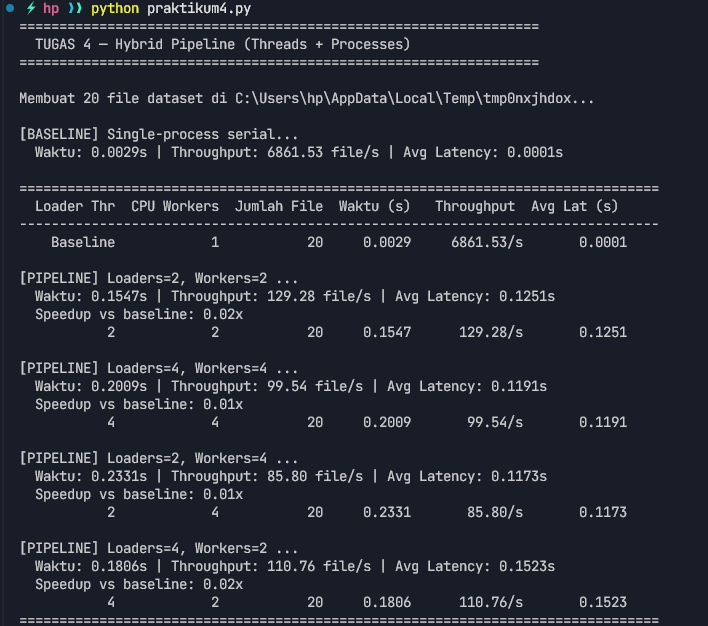 hp ❯❯ python praktikum4.py
=================================================================
TUGAS 4 — Hybrid Pipeline (Threads + Processes)
=================================================================
Membuat 20 file dataset di C:\Users\hp\AppData\Local\Temp\tmp0nxjhdox...
[BASELINE] Single-process serial...
Waktu: 0.0029s | Throughput: 6861.53 file/s | Avg Latency: 0.0001s
================================================================================
Loader Thr  CPU Workers  Jumlah File  Waktu (s)   Throughput  Avg Lat (s)
--------------------------------------------------------------------------------
Baseline            1           20     0.0029    6861.53/s       0.0001
[PIPELINE] Loaders=2, Workers=2 ...
Waktu: 0.1547s | Throughput: 129.28 file/s | Avg Latency: 0.1251s
Speedup vs baseline: 0.02x
2            2           20     0.1547     129.28/s       0.1251
[PIPELINE] Loaders=4, Workers=4 ...
Waktu: 0.2009s | Throughput: 99.54 file/s | Avg Latency: 0.1191s
Speedup vs baseline: 0.01x
4            4           20     0.2009      99.54/s       0.1191
[PIPELINE] Loaders=2, Workers=4 ...
Waktu: 0.2331s | Throughput: 85.80 file/s | Avg Latency: 0.1173s
Speedup vs baseline: 0.01x
2            4           20     0.2331      85.80/s       0.1173
[PIPELINE] Loaders=4, Workers=2 ...
Waktu: 0.1806s | Throughput: 110.76 file/s | Avg Latency: 0.1523s
Speedup vs baseline: 0.02x
4            2           20     0.1806     110.76/s       0.1523
================================================================================